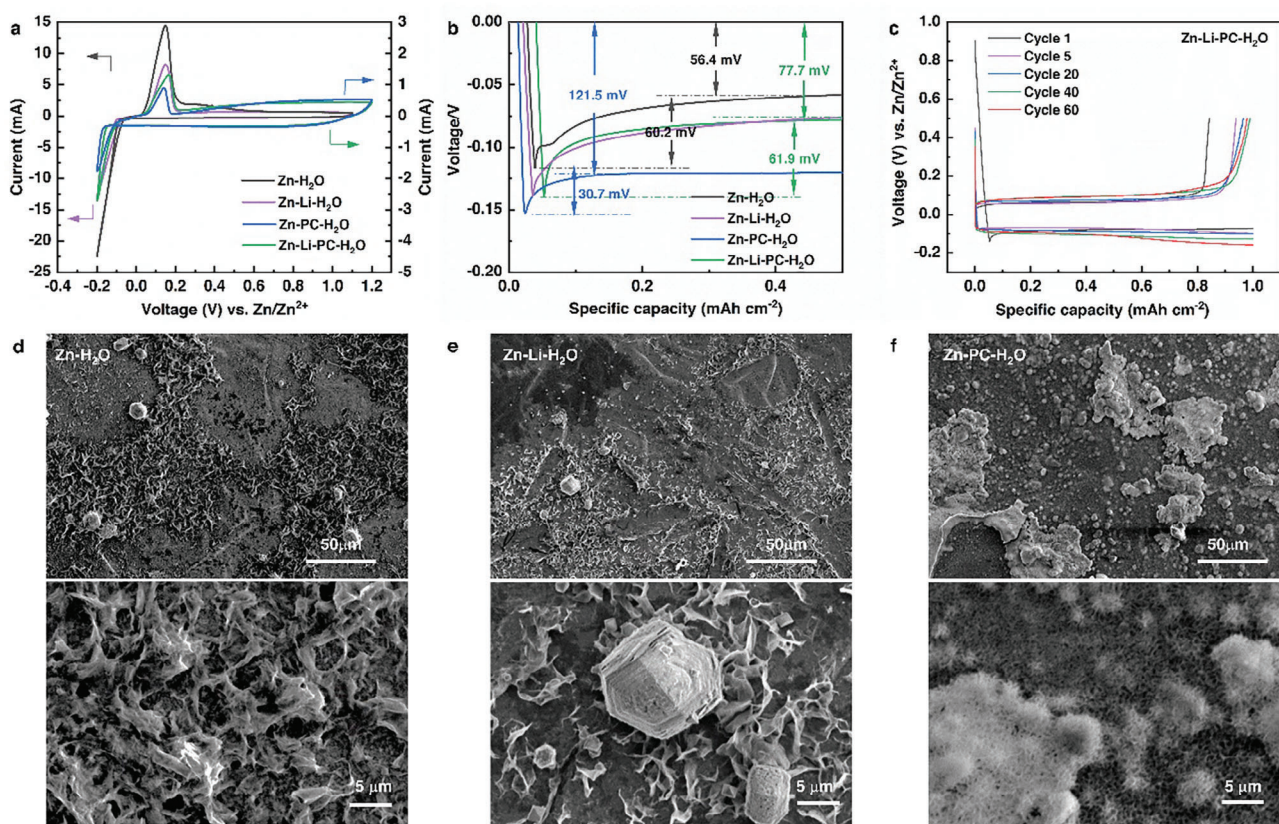 a
15
10
5
0
-5
-10
-15
-20
-25
Current (mA)
3
2
1
0
-1
-2
-3
-4
-5
Current (mA)
Zn-H₂O
Zn-Li-H₂O
Zn-PC-H₂O
Zn-Li-PC-H₂O
-0.4 -0.2 0.0 0.2 0.4 0.6 0.8 1.0 1.2
Voltage (V) vs. Zn/Zn²⁺
b
0.00
-0.05
-0.10
-0.15
-0.20
Voltage/V
56.4 mV
77.7 mV
121.5 mV
60.2 mV
61.9 mV
30.7 mV
Zn-H₂O
Zn-Li-H₂O
Zn-PC-H₂O
Zn-Li-PC-H₂O
0.0 0.2 0.4
Specific capacity (mAh cm⁻²)
c
1.0
0.8
0.6
0.4
0.2
0.0
-0.2
Voltage (V) vs. Zn/Zn²⁺
Cycle 1
Cycle 5
Cycle 20
Cycle 40
Cycle 60
Zn-Li-PC-H₂O
0.0 0.2 0.4 0.6 0.8 1.0
Specific capacity (mAh cm⁻²)
d
Zn-H₂O
50μm
5 μm
e
Zn-Li-H₂O
50μm
5 μm
f
Zn-PC-H₂O
50μm
5 μm